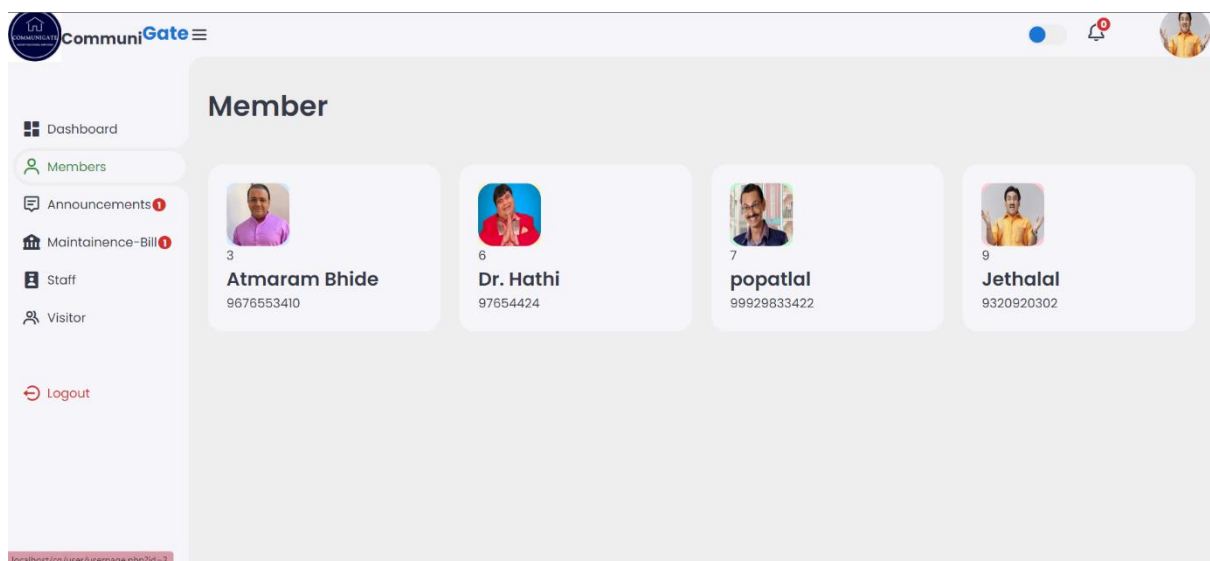 COMMUNIGATE
CommuniGate
0
Member
Dashboard
Members
Announcements 1
Maintainence-Bill 1
Staff
Visitor
Logout
3
Atmaram Bhide
9676553410
6
Dr. Hathi
97654424
7
popatlal
99929833422
9
Jethalal
9320920302